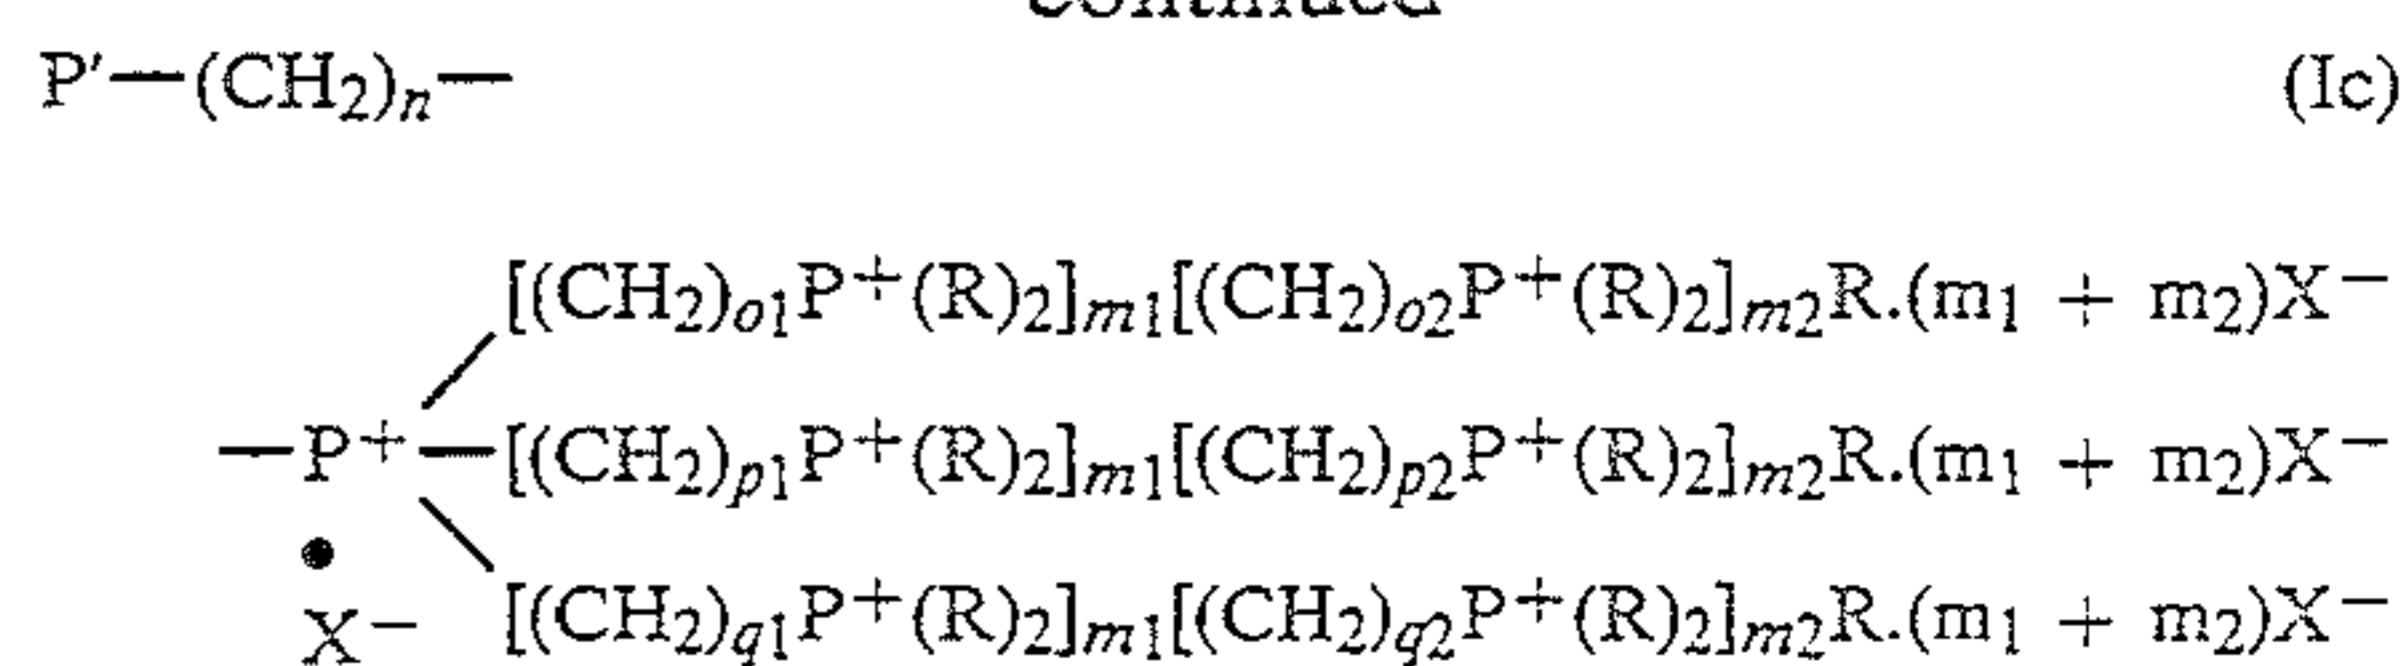 continued
P′—(CH2)n— (Ic)
[(CH2)o1P+(R)2]m1[(CH2)o2P+(R)2]m2R.(m1 + m2)X−
—P+—[(CH2)p1P+(R)2]m1[(CH2)p2P+(R)2]m2R.(m1 + m2)X−
•
X− [(CH2)q1P+(R)2]m1[(CH2)q2P+(R)2]m2R.(m1 + m2)X−